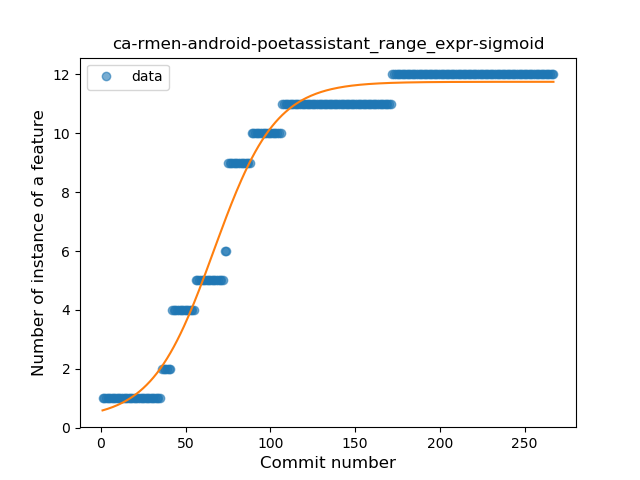 ca-rmen-android-poetassistant_range_expr-sigmoid
data
Number of instance of a feature
12
10
8
6
4
2
0
0 50 100 150 200 250
Commit number